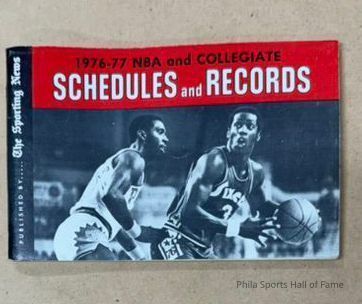 1976-77 NBA and COLLEGIATE
SCHEDULES and RECORDS
PUBLISHED BY..... The Sporting News
Phila Sports Hall of Fame